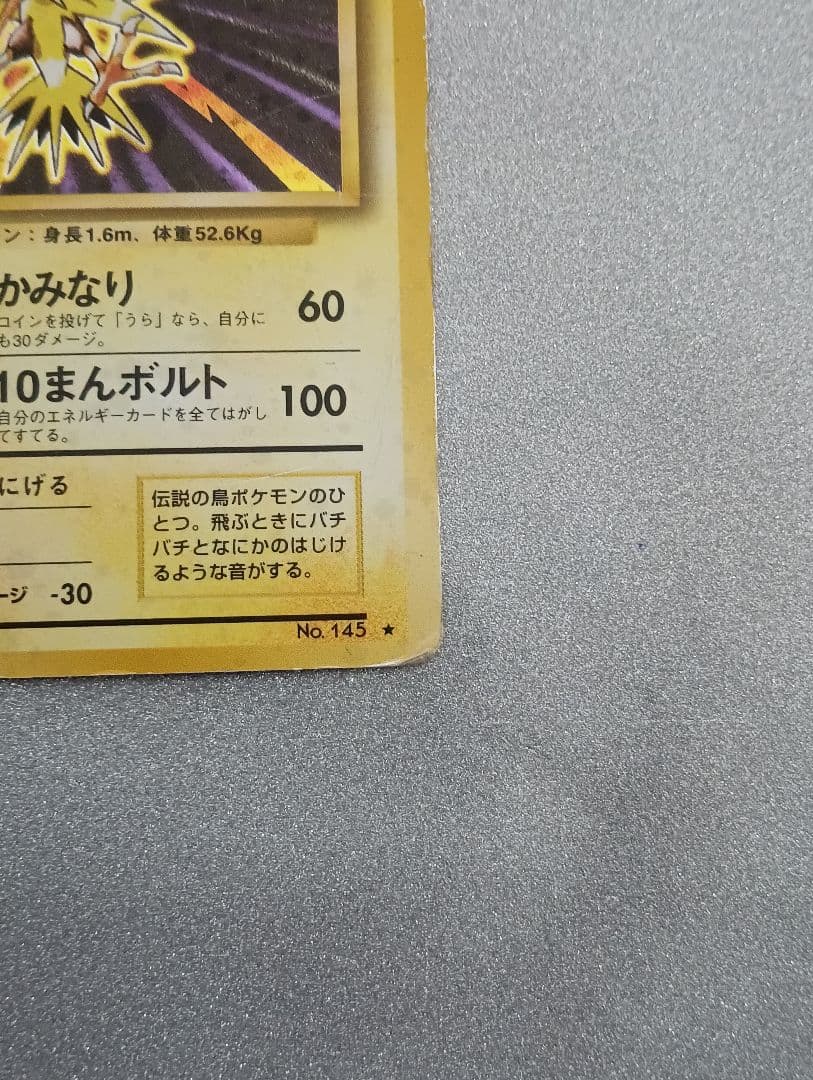 ン：身長1.6m、体重52.6Kg
かみなり
60
コインを投げて「うら」なら、自分に
も30ダメージ。
10まんボルト
100
自分のエネルギーカードを全てはがし
てすてる。
にげる
伝説の鳥ポケモンのひ
とつ。飛ぶときにバチ
バチとなにかのはじけ
るような音がする。
ージ -30
No. 145 ★